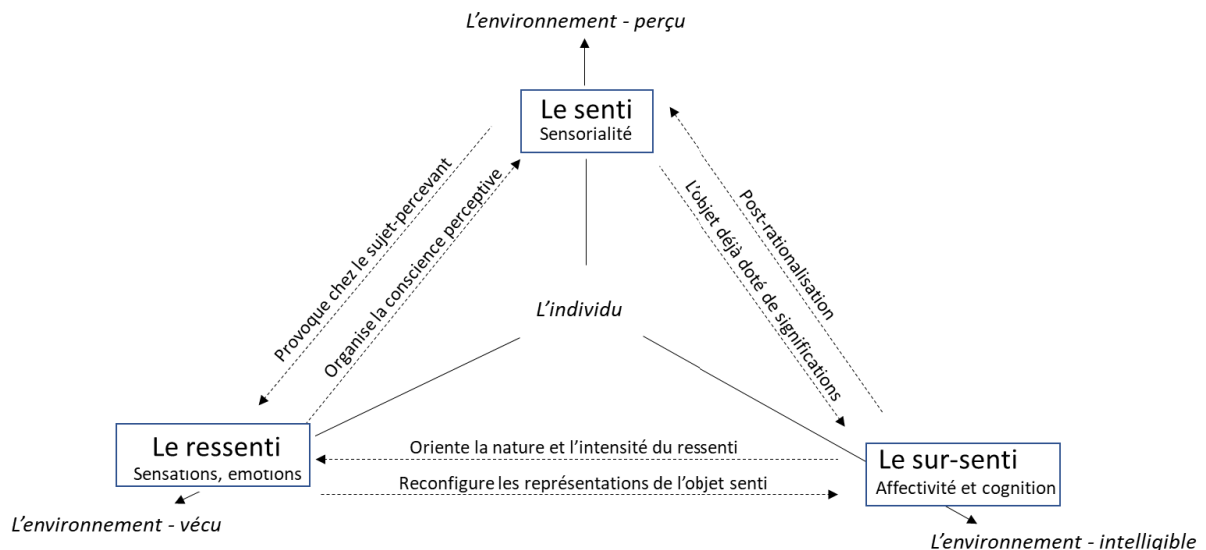 L'environnement - perçu
Le senti
Sensorialité
Provoque chez le sujet-percevant
Organise la conscience perceptive
L'objet déjà doté de significations
Post-rationalisation
L'individu
Le ressenti
Sensations, emotions
Oriente la nature et l'intensité du ressenti
Reconfigure les représentations de l'objet senti
Le sur-senti
Affectivité et cognition
L'environnement - vécu
L'environnement - intelligible